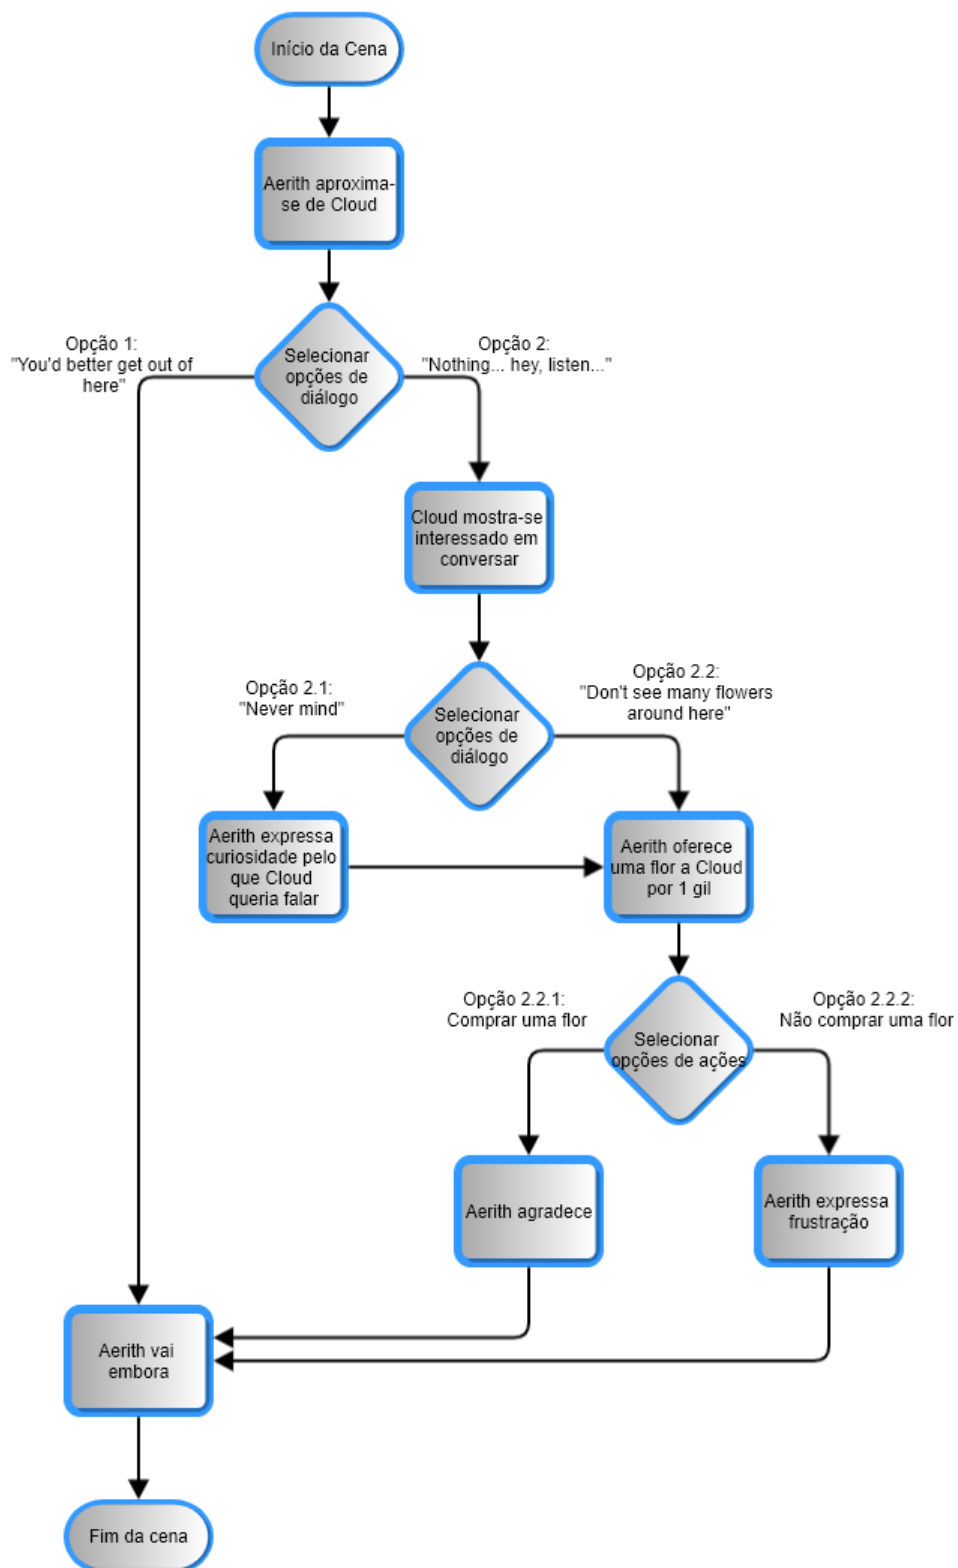 Início da Cena
Aerith aproxima-
se de Cloud
Opção 1:
"You'd better get out of
here"
Selecionar
opções de
diálogo
Opção 2:
"Nothing... hey, listen..."
Cloud mostra-se
interessado em
conversar
Opção 2.1:
"Never mind"
Selecionar
opções de
diálogo
Opção 2.2:
"Don't see many flowers
around here"
Aerith expressa
curiosidade pelo
que Cloud
queria falar
Aerith oferece
uma flor a Cloud
por 1 gil
Opção 2.2.1:
Comprar uma flor
Selecionar
opções de ações
Opção 2.2.2:
Não comprar uma flor
Aerith agradece
Aerith expressa
frustração
Aerith vai
embora
Fim da cena